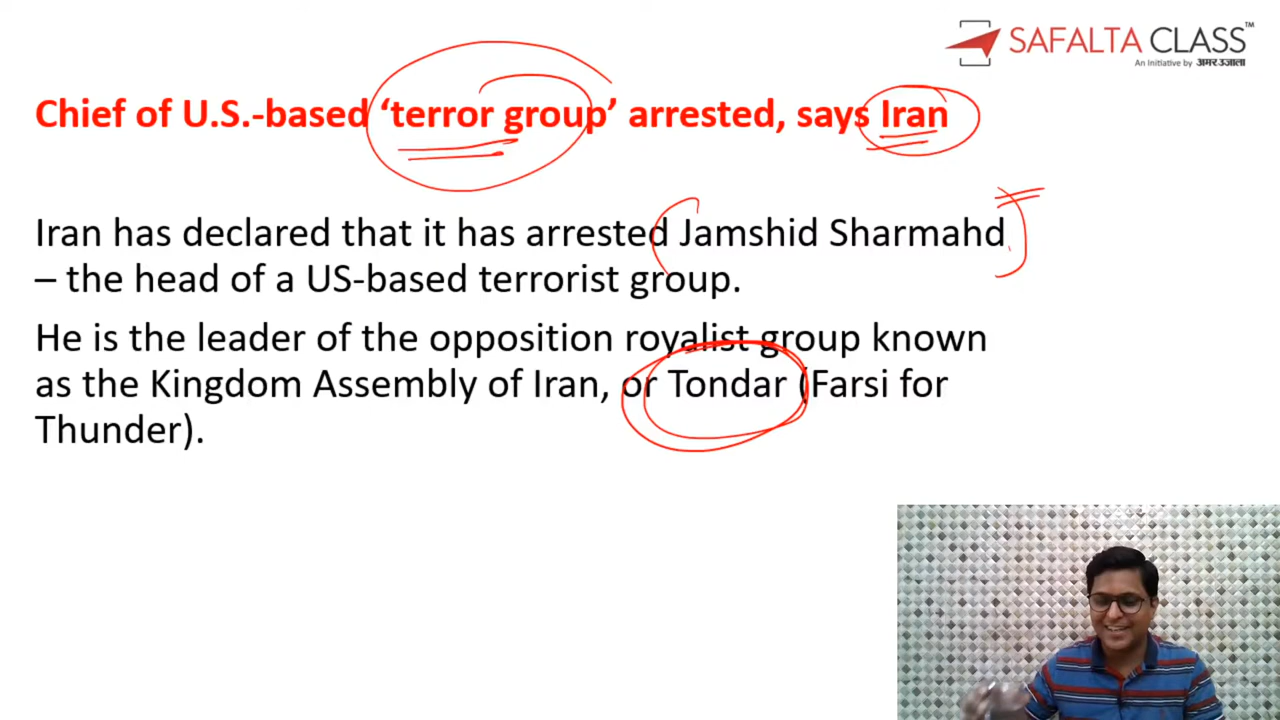 SAFALTA CLASS™
An Initiative by अमर उजाला
Chief of U.S.-based ‘terror group’ arrested, says Iran
Iran has declared that it has arrested Jamshid Sharmahd
– the head of a US-based terrorist group.
He is the leader of the opposition royalist group known
as the Kingdom Assembly of Iran, or Tondar (Farsi for
Thunder).